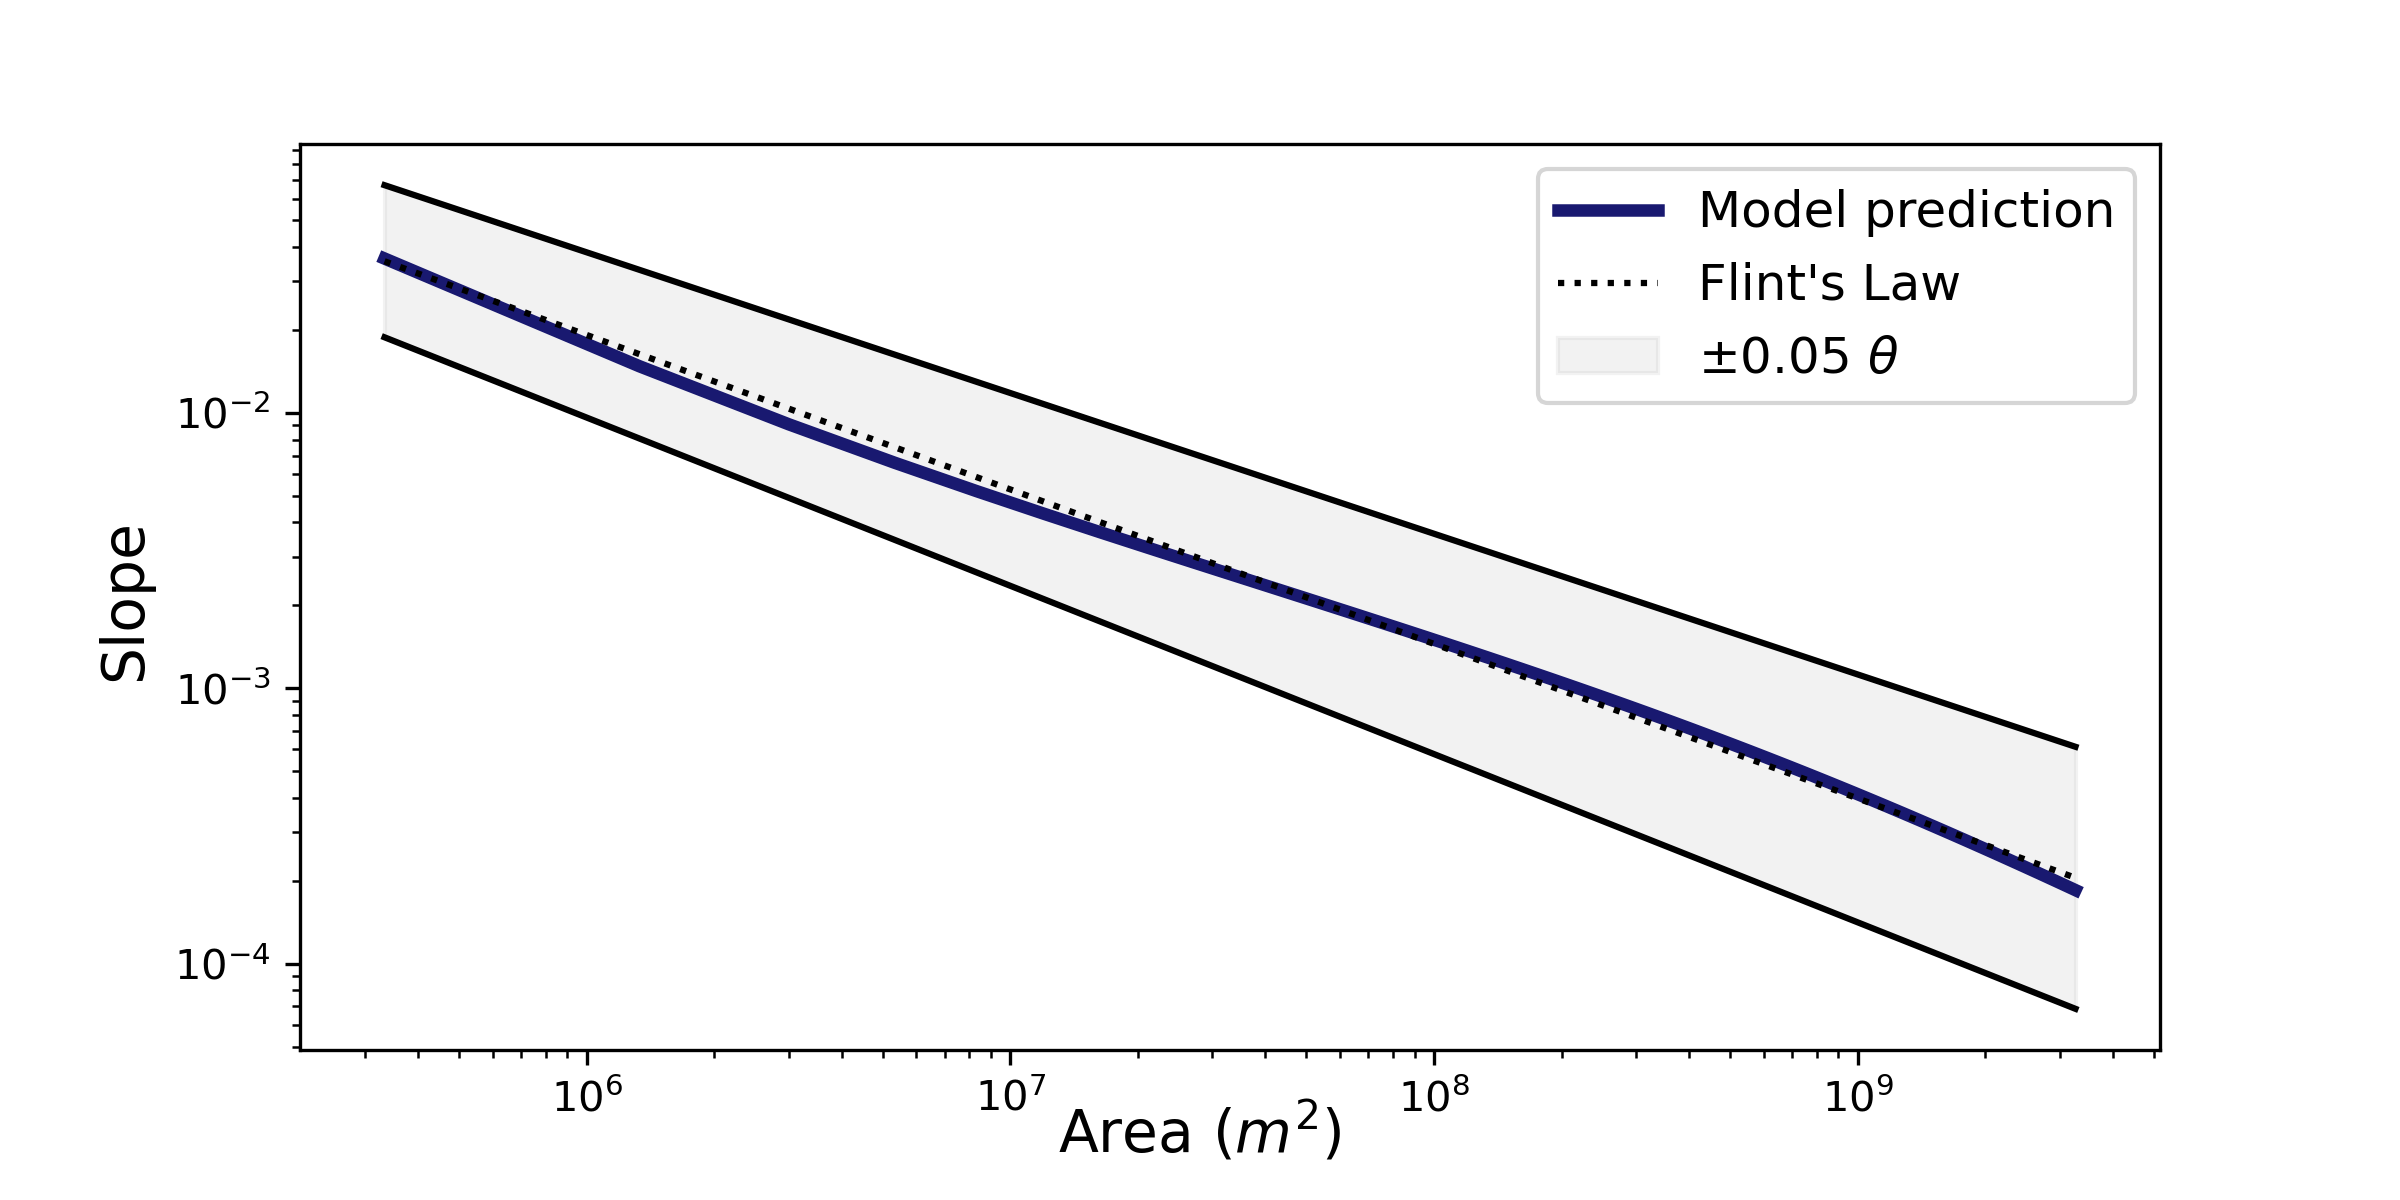 Model prediction
Flint's Law
±0.05 θ
Slope
10⁻²
10⁻³
10⁻⁴
10⁶ 10⁷ 10⁸ 10⁹
Area (m²)